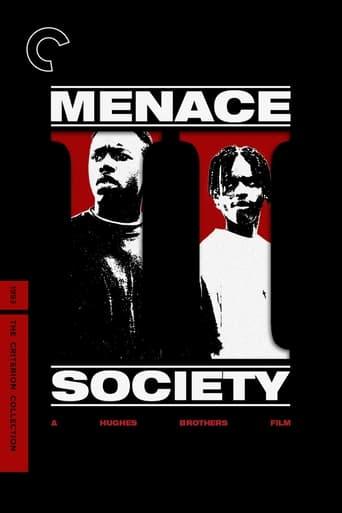 MENACE
II
SOCIETY
A HUGHES BROTHERS FILM
1993
THE CRITERION COLLECTION